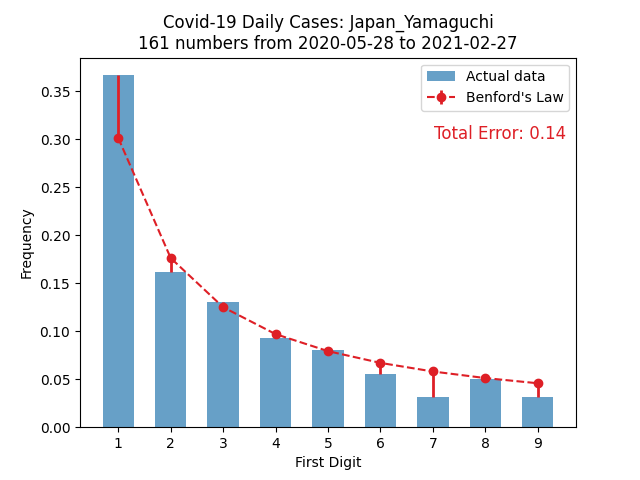 Covid-19 Daily Cases: Japan_Yamaguchi
161 numbers from 2020-05-28 to 2021-02-27
Actual data
Benford's Law
Total Error: 0.14
Frequency
0.35
0.30
0.25
0.20
0.15
0.10
0.05
0.00
1 2 3 4 5 6 7 8 9
First Digit